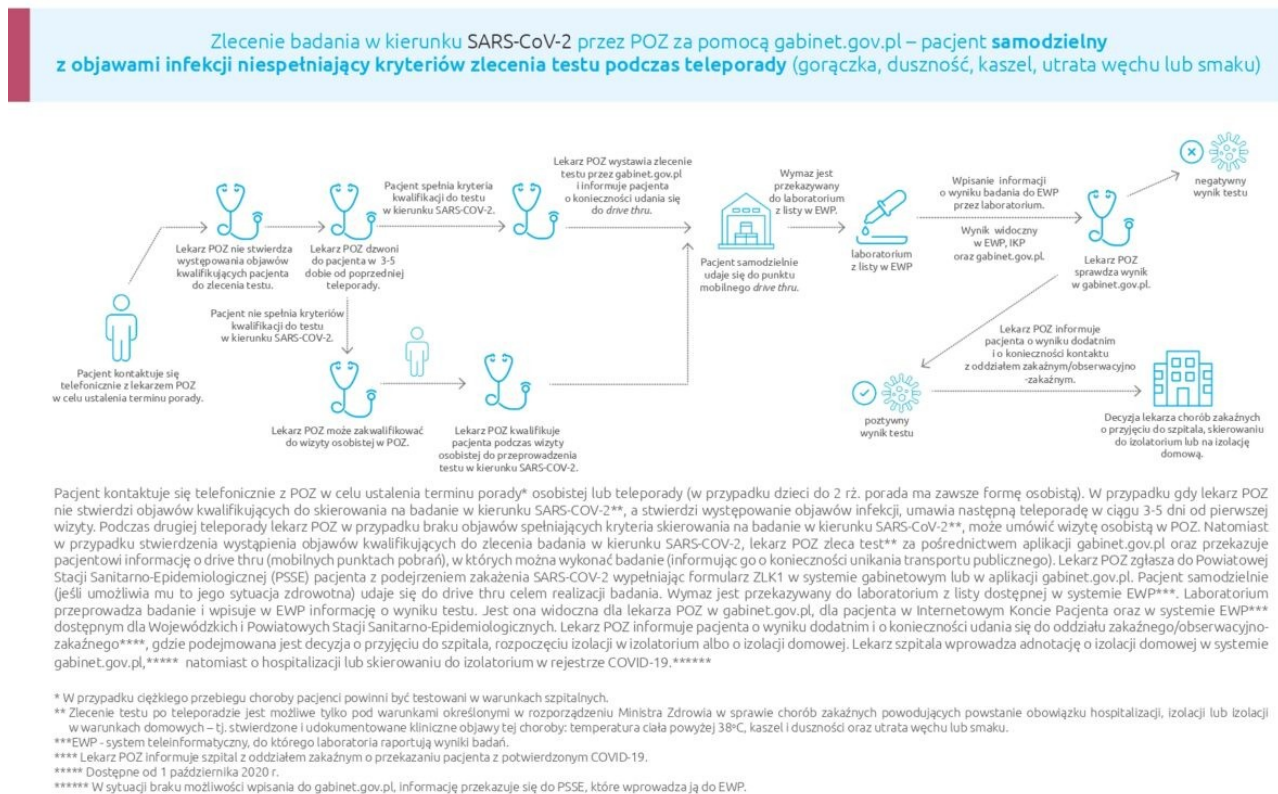 Zlecenie badania w kierunku SARS-CoV-2 przez POZ za pomocą gabinet.gov.pl – pacjent samodzielny
z objawami infekcji niespełniający kryteriów zlecenia testu podczas teleporady (gorączka, duszność, kaszel, utrata węchu lub smaku)
Pacjent kontaktuje się
telefonicznie z lekarzem POZ
w celu ustalenia terminu porady.
Lekarz POZ nie stwierdza
występowania objawów
kwalifikujących pacjenta
do zlecenia testu.
Lekarz POZ dzwoni
do pacjenta w 3-5
dobie od poprzedniej
teleporady.
Pacjent spełnia kryteria
kwalifikacji do testu
w kierunku SARS-COV-2.
Lekarz POZ wystawia zlecenie
testu przez gabinet.gov.pl
i informuje pacjenta
o konieczności udania się
do drive thru.
Pacjent nie spełnia kryteriów
kwalifikacji do testu
w kierunku SARS-COV-2.
Lekarz POZ może zakwalifikować
do wizyty osobistej w POZ.
Lekarz POZ kwalifikuje
pacjenta podczas wizyty
osobistej do przeprowadzenia
testu w kierunku SARS-COV-2.
Pacjent samodzielnie
udaje się do punktu
mobilnego drive thru.
Wymaz jest
przekazywany
do laboratorium
z listy w EWP.
laboratorium
z listy w EWP
Wpisanie informacji
o wyniku badania do EWP
przez laboratorium.
Wynik widoczny
w EWP, IKP
oraz gabinet.gov.pl.
Lekarz POZ
sprawdza wynik
w gabinet.gov.pl.
negatywny
wynik testu
Lekarz POZ informuje
pacjenta o wyniku dodatnim
i o konieczności kontaktu
z oddziałem zakaźnym/obserwacyjno
-zakaźnym.
poztywny
wynik testu
Decyzja lekarza chorób zakaźnych
o przyjęciu do szpitala, skierowaniu
do izolatorium lub na izolację
domową.
Pacjent kontaktuje się telefonicznie z POZ w celu ustalenia terminu porady* osobistej lub teleporady (w przypadku dzieci do 2 rż. porada ma zawsze formę osobistą). W przypadku gdy lekarz POZ
nie stwierdzi objawów kwalifikujących do skierowania na badanie w kierunku SARS-COV-2**, a stwierdzi występowanie objawów infekcji, umawia następną teleporadę w ciągu 3-5 dni od pierwszej
wizyty. Podczas drugiej teleporady lekarz POZ w przypadku braku objawów spełniających kryteria skierowania na badanie w kierunku SARS-CoV-2**, może umówić wizytę osobistą w POZ. Natomiast
w przypadku stwierdzenia wystąpienia objawów kwalifikujących do zlecenia badania w kierunku SARS-COV-2, lekarz POZ zleca test** za pośrednictwem aplikacji gabinet.gov.pl oraz przekazuje
pacjentowi informację o drive thru (mobilnych punktach pobrań), w których można wykonać badanie (informując go o konieczności unikania transportu publicznego). Lekarz POZ zgłasza do Powiatowej
Stacji Sanitarno-Epidemiologicznej (PSSE) pacjenta z podejrzeniem zakażenia SARS-COV-2 wypełniając formularz ZLK1 w systemie gabinetowym lub w aplikacji gabinet.gov.pl. Pacjent samodzielnie
(jeśli umożliwia mu to jego sytuacja zdrowotna) udaje się do drive thru celem realizacji badania. Wymaz jest przekazywany do laboratorium z listy dostępnej w systemie EWP***. Laboratorium
przeprowadza badanie i wpisuje w EWP informację o wyniku testu. Jest ona widoczna dla lekarza POZ w gabinet.gov.pl, dla pacjenta w Internetowym Koncie Pacjenta oraz w systemie EWP***
dostępnym dla Wojewódzkich i Powiatowych Stacji Sanitarno-Epidemiologicznych. Lekarz POZ informuje pacjenta o wyniku dodatnim i o konieczności udania się do oddziału zakaźnego/obserwacyjno-
zakaźnego****, gdzie podejmowana jest decyzja o przyjęciu do szpitala, rozpoczęciu izolacji w izolatorium albo o izolacji domowej. Lekarz szpitala wprowadza adnotację o izolacji domowej w systemie
gabinet.gov.pl,***** natomiast o hospitalizacji lub skierowaniu do izolatorium w rejestrze COVID-19.******
* W przypadku ciężkiego przebiegu choroby pacjenci powinni być testowani w warunkach szpitalnych.
** Zlecenie testu po teleporadzie jest możliwe tylko pod warunkami określonymi w rozporządzeniu Ministra Zdrowia w sprawie chorób zakaźnych powodujących powstanie obowiązku hospitalizacji, izolacji lub izolacji
w warunkach domowych – tj. stwierdzone i udokumentowane kliniczne objawy tej choroby: temperatura ciała powyżej 38°C, kaszel i duszności oraz utrata węchu lub smaku.
***EWP - system teleinformatyczny, do którego laboratoria raportują wyniki badań.
**** Lekarz POZ informuje szpital z oddziałem zakaźnym o przekazaniu pacjenta z potwierdzonym COVID-19.
***** Dostępne od 1 października 2020 r.
****** W sytuacji braku możliwości wpisania do gabinet.gov.pl, informację przekazuje się do PSSE, które wprowadza ją do EWP.